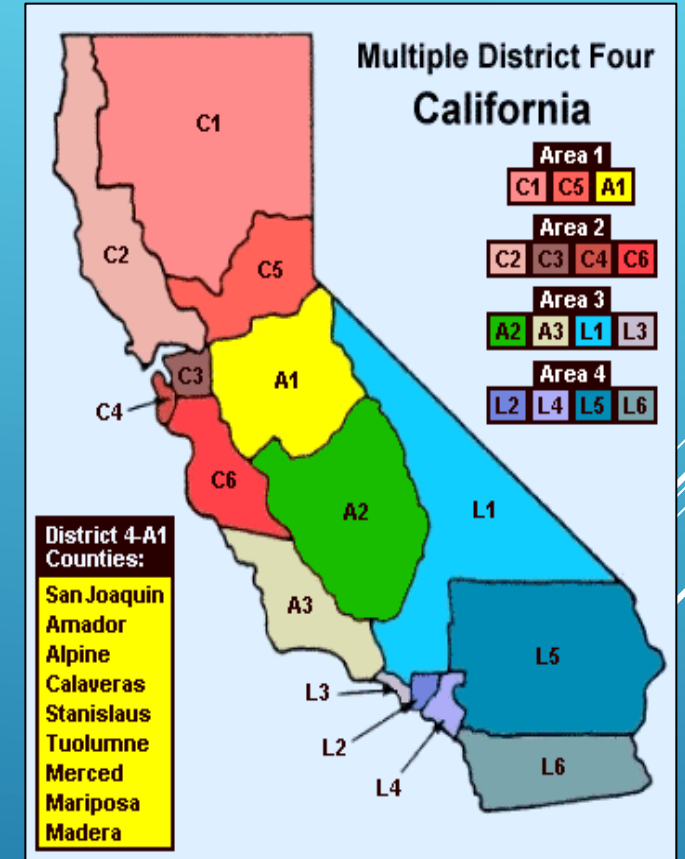 Multiple District Four
California
Area 1
C1 C5 A1
Area 2
C2 C3 C4 C6
Area 3
A2 A3 L1 L3
Area 4
L2 L4 L5 L6
C1
C2
C5
C3
A1
C4
C6
A2
L1
A3
L5
L3
L2
L4
L6
District 4-A1
Counties:
San Joaquin
Amador
Alpine
Calaveras
Stanislaus
Tuolumne
Merced
Mariposa
Madera